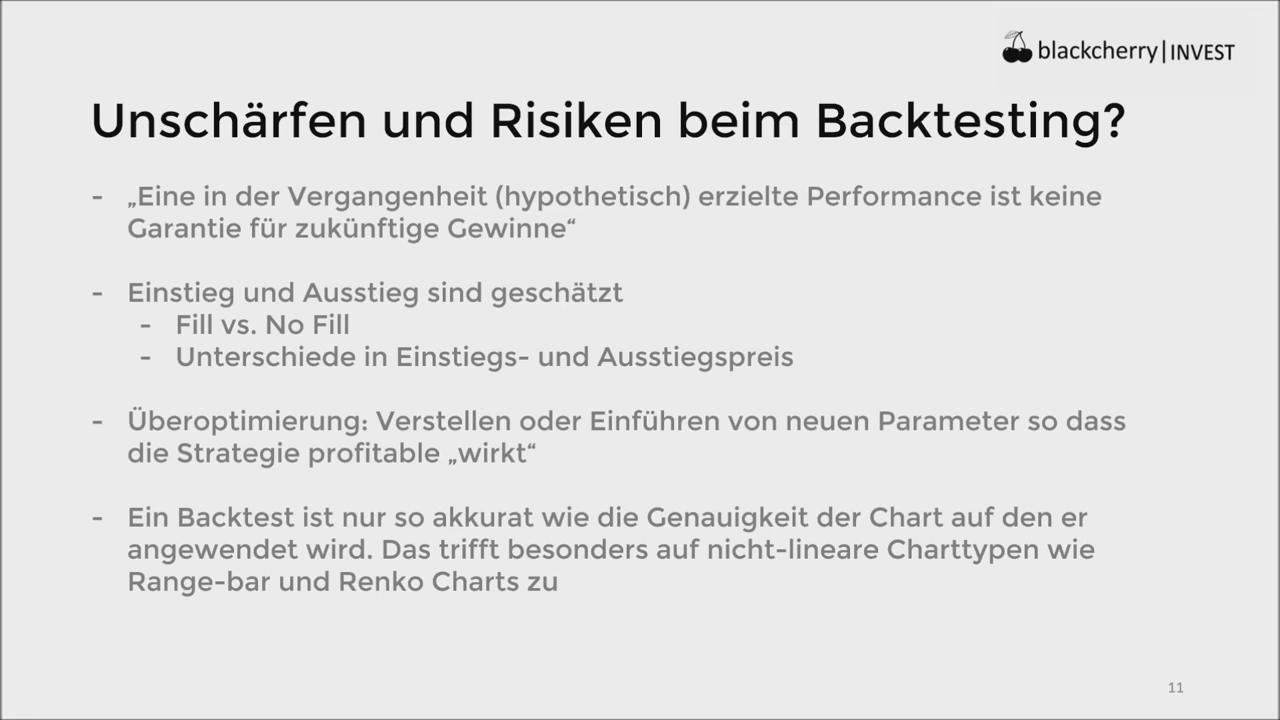 blackcherry|INVEST
Unschärfen und Risiken beim Backtesting?
- „Eine in der Vergangenheit (hypothetisch) erzielte Performance ist keine
Garantie für zukünftige Gewinne“
- Einstieg und Ausstieg sind geschätzt
- Fill vs. No Fill
- Unterschiede in Einstiegs- und Ausstiegspreis
- Überoptimierung: Verstellen oder Einführen von neuen Parameter so dass
die Strategie profitable „wirkt“
- Ein Backtest ist nur so akkurat wie die Genauigkeit der Chart auf den er
angewendet wird. Das trifft besonders auf nicht-lineare Charttypen wie
Range-bar und Renko Charts zu
11